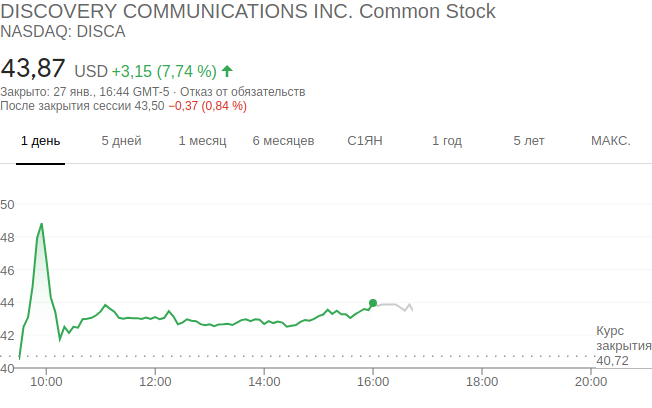 DISCOVERY COMMUNICATIONS INC. Common Stock
NASDAQ: DISCA
43,87 USD +3,15 (7,74 %)
Закрыто: 27 янв., 16:44 GMT-5 · Отказ от обязательств
После закрытия сессии 43,50 −0,37 (0,84 %)
1 день 5 дней 1 месяц 6 месяцев С1ЯН 1 год 5 лет МАКС.
50
48
46
44
42
40
Курс
закрытия
40,72
10:00 12:00 14:00 16:00 18:00 20:00